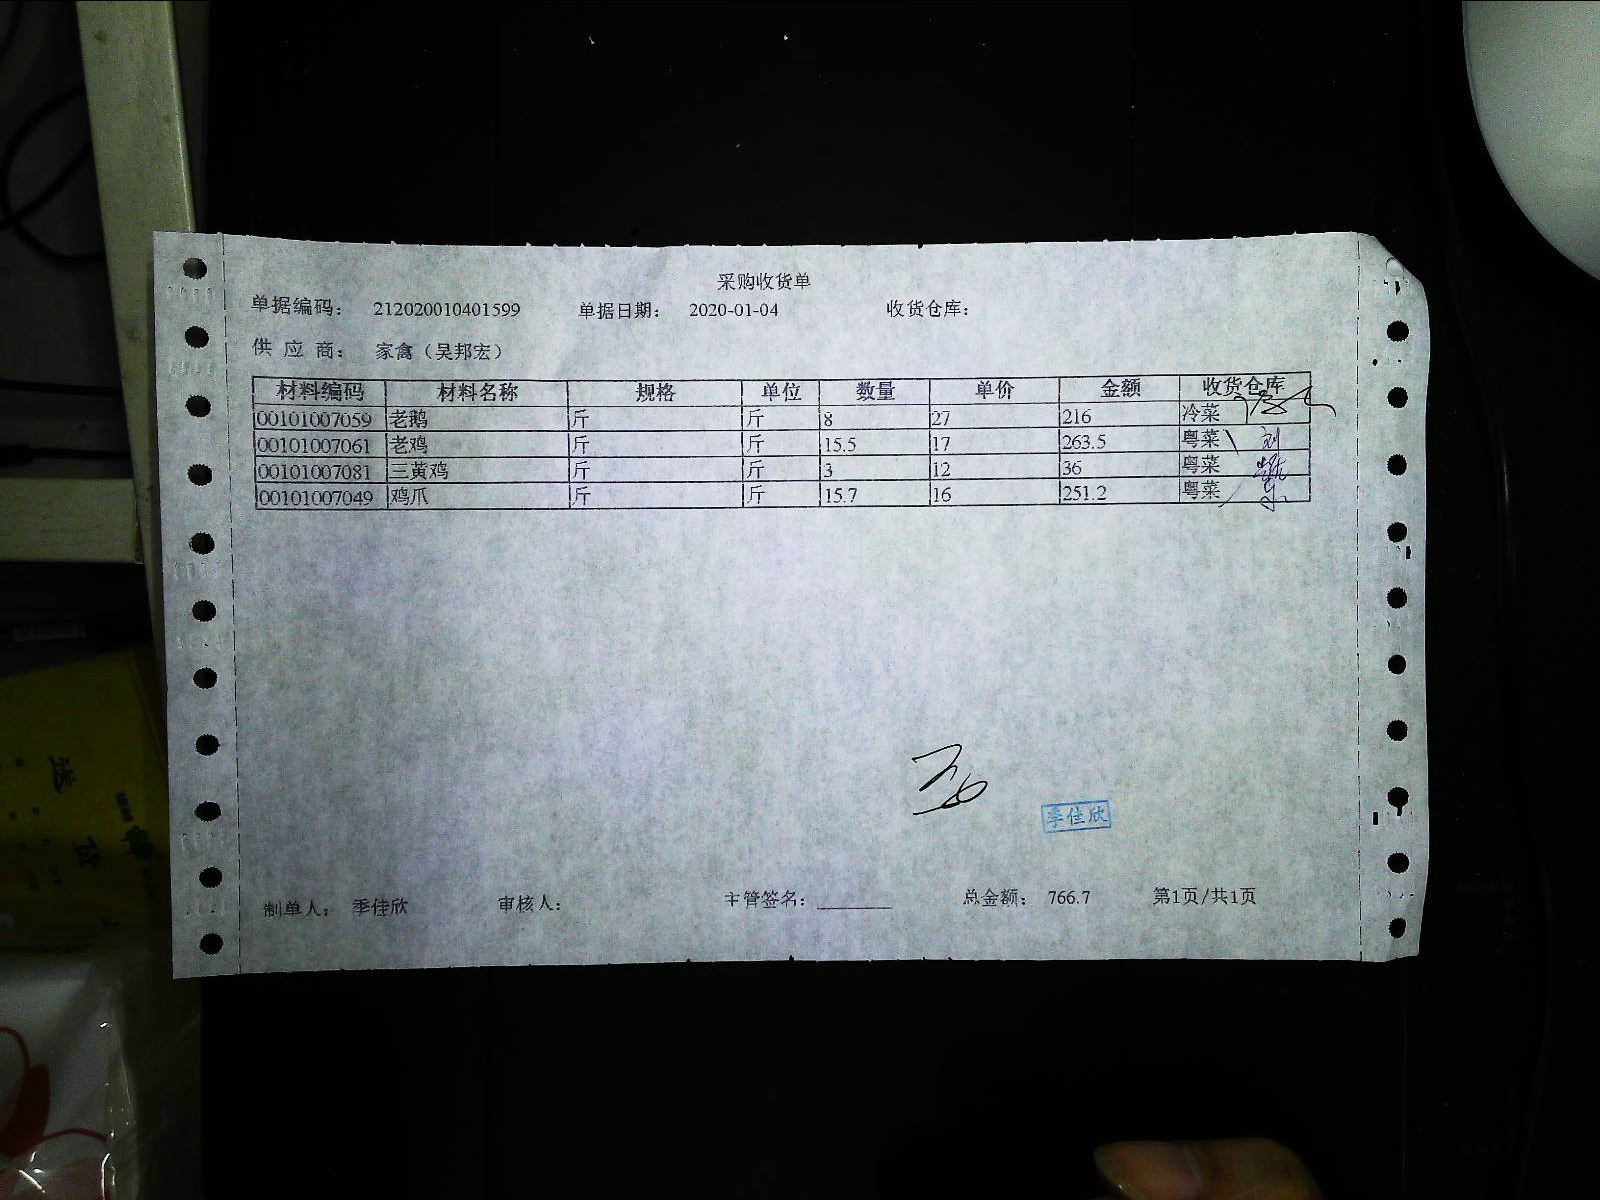 采购收货单
单据编码： 212020010401599 单据日期： 2020-01-04 收货仓库：
供 应 商： 家禽（吴邦宏）
材料编码 材料名称 规格 单位 数量 单价 金额 收货仓库
00101007059 老鹅 斤 斤 8 27 216 冷菜
00101007061 老鸡 斤 斤 15.5 17 263.5 粤菜
00101007081 三黄鸡 斤 斤 3 12 36 粤菜
00101007049 鸡爪 斤 斤 15.7 16 251.2 粤菜
季佳欣
制单人： 季佳欣 审核人： 主管签名：________ 总金额： 766.7 第1页/共1页
送
货